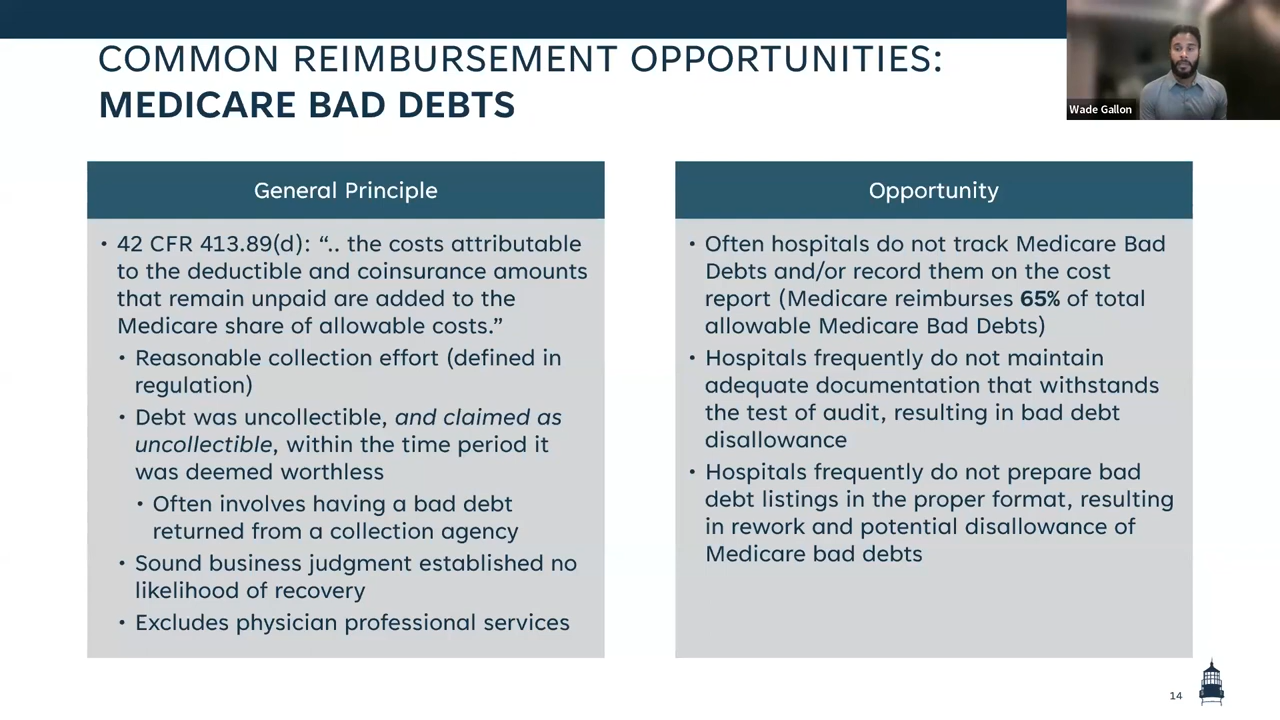 COMMON REIMBURSEMENT OPPORTUNITIES:
MEDICARE BAD DEBTS
Wade Gallon
General Principle
• 42 CFR 413.89(d): “.. the costs attributable
to the deductible and coinsurance amounts
that remain unpaid are added to the
Medicare share of allowable costs.”
• Reasonable collection effort (defined in
regulation)
• Debt was uncollectible, and claimed as
uncollectible, within the time period it
was deemed worthless
• Often involves having a bad debt
returned from a collection agency
• Sound business judgment established no
likelihood of recovery
• Excludes physician professional services
Opportunity
• Often hospitals do not track Medicare Bad
Debts and/or record them on the cost
report (Medicare reimburses 65% of total
allowable Medicare Bad Debts)
• Hospitals frequently do not maintain
adequate documentation that withstands
the test of audit, resulting in bad debt
disallowance
• Hospitals frequently do not prepare bad
debt listings in the proper format, resulting
in rework and potential disallowance of
Medicare bad debts
14